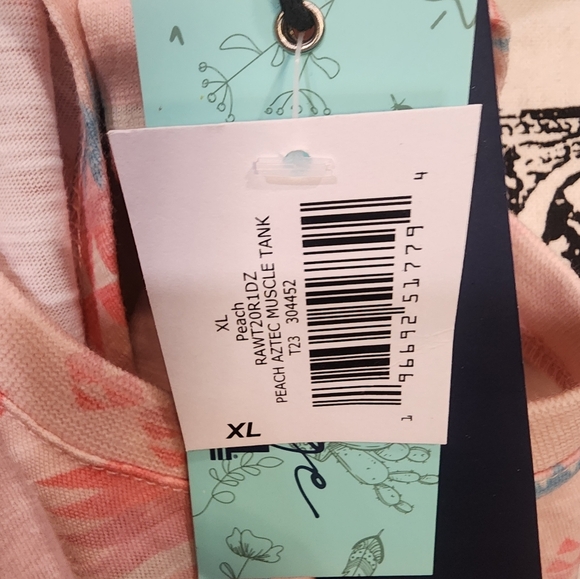 XL
Peach
RAWT20R1DZ
PEACH AZTEC MUSCLE TANK
T23 304452
1 96692 51779 4
XL